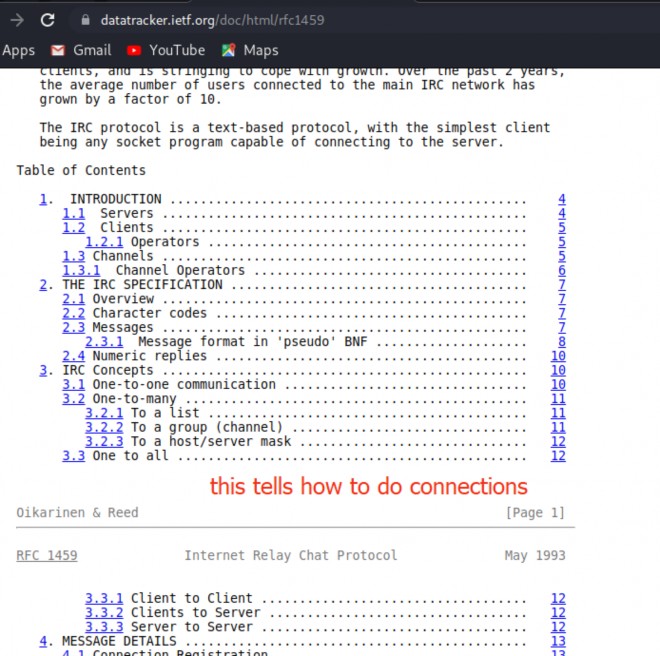 datatracker.ietf.org/doc/html/rfc1459
Apps Gmail YouTube Maps
clients, and is stringing to cope with growth. Over the past 2 years,
the average number of users connected to the main IRC network has
grown by a factor of 10.
The IRC protocol is a text-based protocol, with the simplest client
being any socket program capable of connecting to the server.
Table of Contents
1. INTRODUCTION ............................................... 4
1.1 Servers ................................................ 4
1.2 Clients ................................................ 5
1.2.1 Operators .......................................... 5
1.3 Channels ................................................ 5
1.3.1 Channel Operators .................................... 6
2. THE IRC SPECIFICATION ....................................... 7
2.1 Overview ................................................ 7
2.2 Character codes ......................................... 7
2.3 Messages ................................................ 7
2.3.1 Message format in 'pseudo' BNF .................... 8
2.4 Numeric replies ......................................... 10
3. IRC Concepts ................................................ 10
3.1 One-to-one communication ................................ 10
3.2 One-to-many ............................................. 11
3.2.1 To a list .......................................... 11
3.2.2 To a group (channel) ............................... 11
3.2.3 To a host/server mask .............................. 12
3.3 One to all .............................................. 12
this tells how to do connections
Oikarinen & Reed [Page 1]
RFC 1459 Internet Relay Chat Protocol May 1993
3.3.1 Client to Client ................................... 12
3.3.2 Clients to Server .................................. 12
3.3.3 Server to Server ................................... 12
4. MESSAGE DETAILS ............................................. 13
4.1 Connection Registration ................................. 13